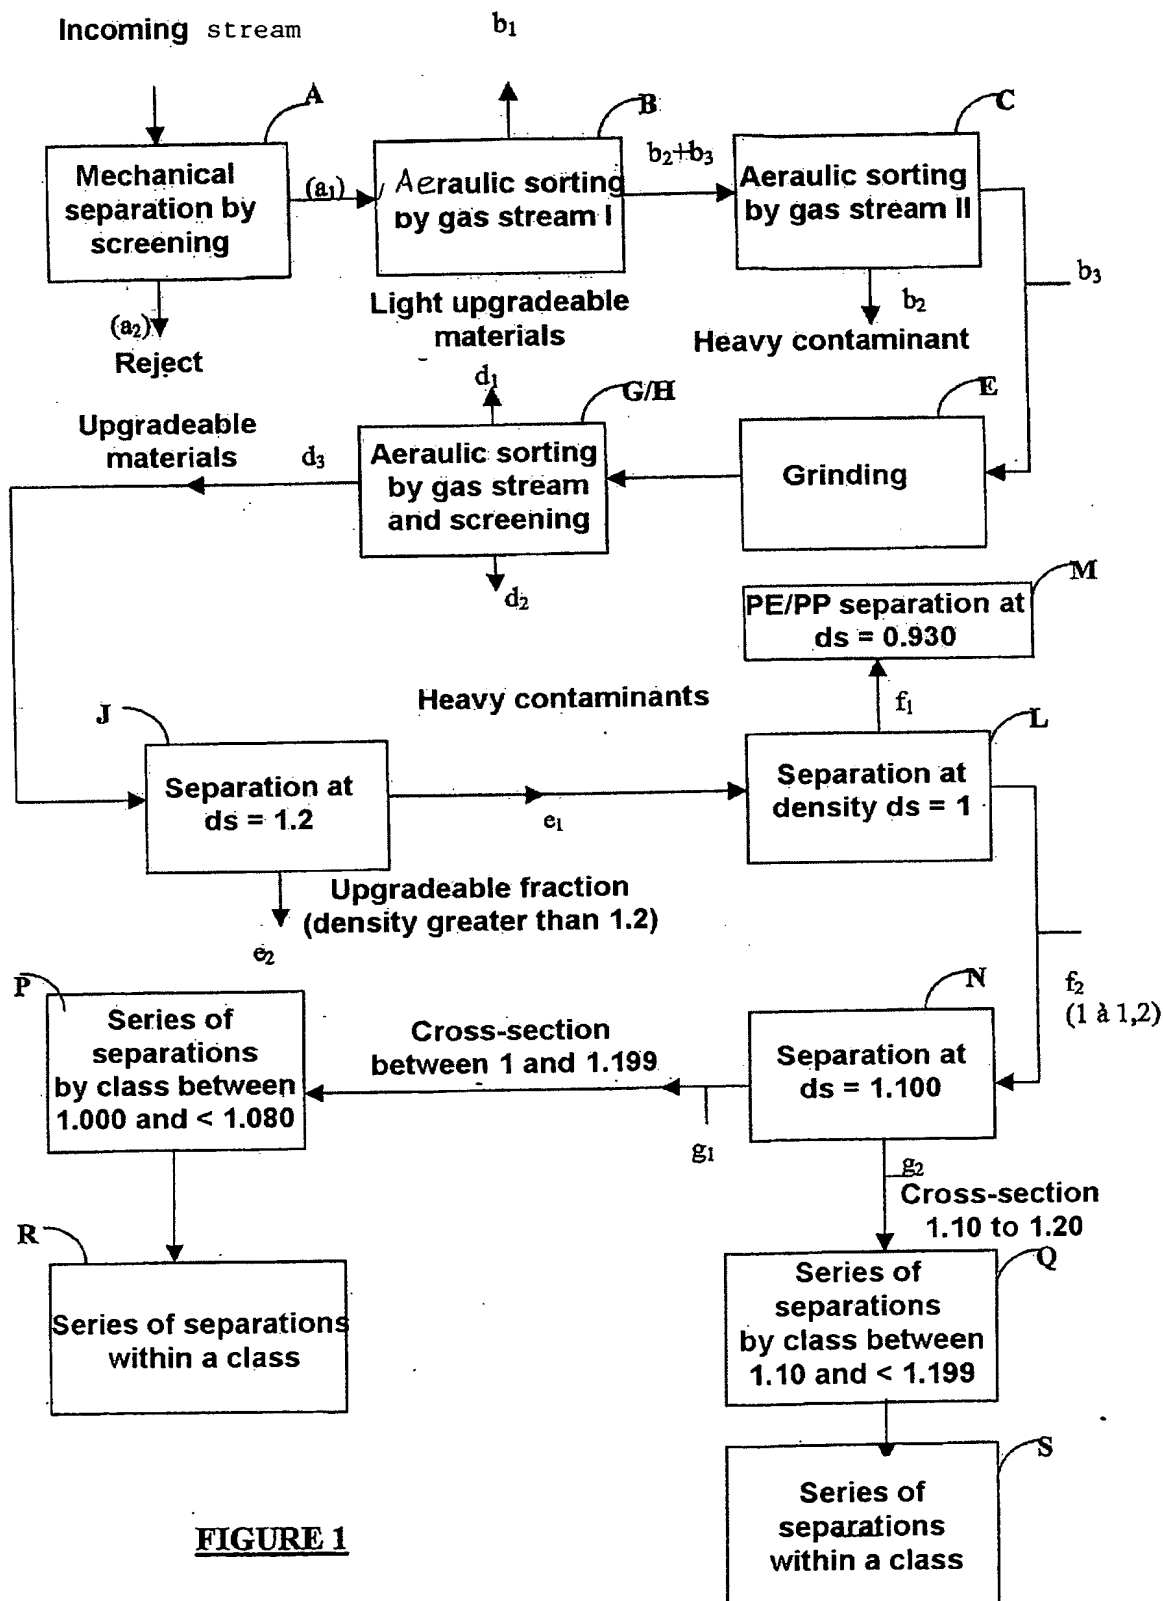 Incoming stream
b1
A
B
C
Mechanical
separation by
screening
(a1)
Aeraulic sorting
by gas stream I
b2+b3
Aeraulic sorting
by gas stream II
b3
(a2)
Reject
Light upgradeable
materials
b2
Heavy contaminant
d1
G/H
E
Upgradeable
materials
d3
Aeraulic sorting
by gas stream
and screening
Grinding
d2
M
PE/PP separation at
ds = 0.930
Heavy contaminants
f1
J
L
Separation at
ds = 1.2
e1
Separation at
density ds = 1
Upgradeable fraction
(density greater than 1.2)
e2
P
N
f2
(1 à 1,2)
Series of
separations
by class between
1.000 and < 1.080
Cross-section
between 1 and 1.199
Separation at
ds = 1.100
g1
g2
Cross-section
1.10 to 1.20
R
Q
Series of separations
within a class
Series of
separations
by class between
1.10 and < 1.199
S
Series of
separations
within a class
FIGURE 1